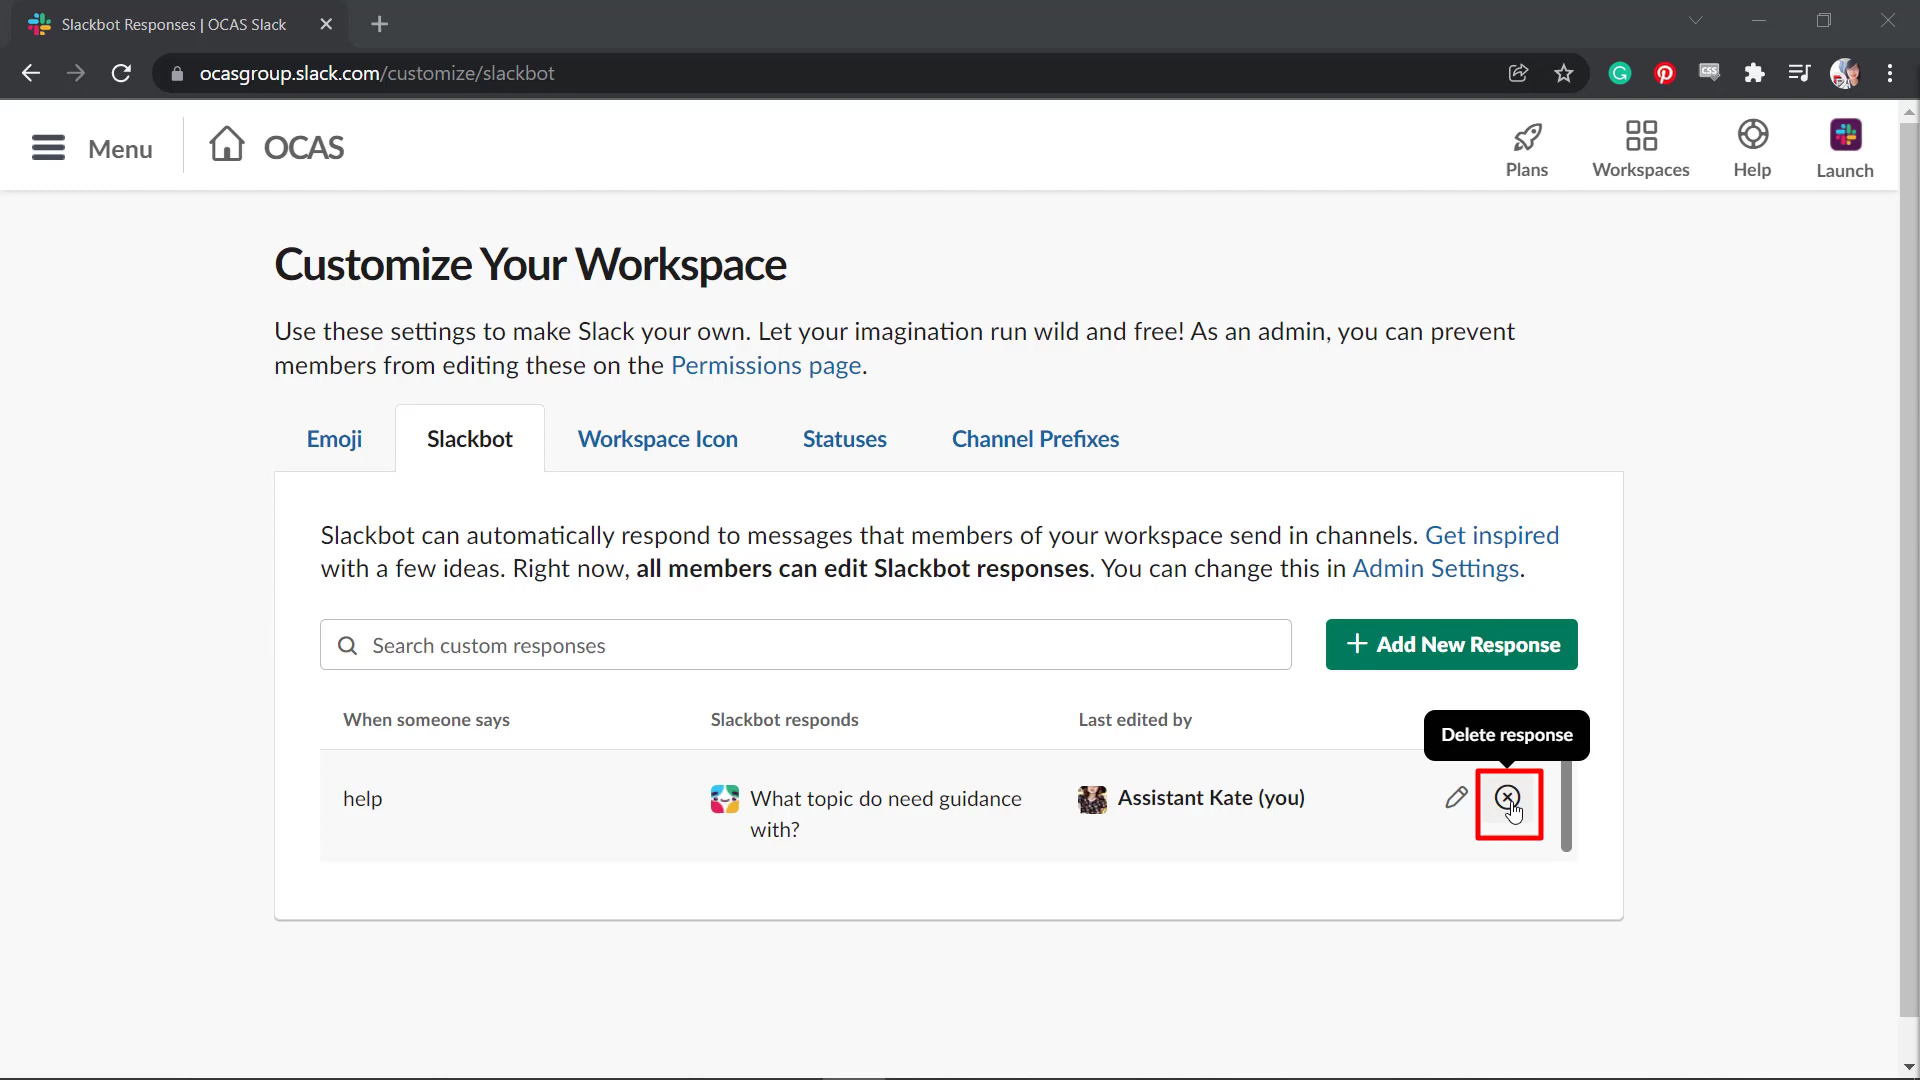 Slackbot Responses | OCAS Slack
ocasgroup.slack.com/customize/slackbot
CSS
Menu
OCAS
Plans
Workspaces
Help
Launch
Customize Your Workspace
Use these settings to make Slack your own. Let your imagination run wild and free! As an admin, you can prevent
members from editing these on the Permissions page.
Emoji
Slackbot
Workspace Icon
Statuses
Channel Prefixes
Slackbot can automatically respond to messages that members of your workspace send in channels. Get inspired
with a few ideas. Right now, all members can edit Slackbot responses. You can change this in Admin Settings.
Search custom responses
+ Add New Response
When someone says
Slackbot responds
Last edited by
Delete response
help
What topic do need guidance
with?
Assistant Kate (you)